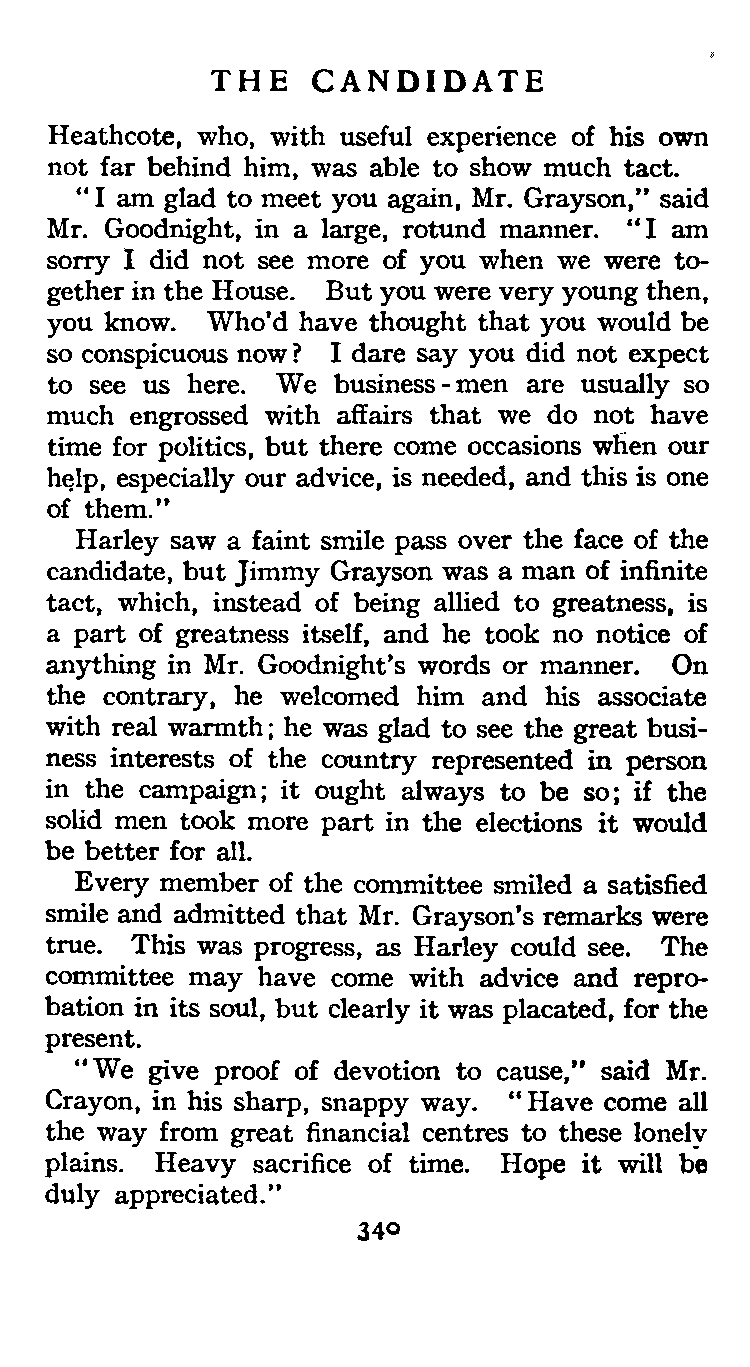 THE CANDIDATE
Heathcote, who, with useful experience of his own
not far behind him, was able to show much tact.
"I am glad to meet you again, Mr. Grayson," said
Mr. Goodnight, in a large, rotund manner. "I am
sorry I did not see more of you when we were to-
gether in the House. But you were very young then,
you know. Who'd have thought that you would be
so conspicuous now? I dare say you did not expect
to see us here. We business-men are usually so
much engrossed with affairs that we do not have
time for politics, but there come occasions when our
help, especially our advice, is needed, and this is one
of them."
Harley saw a faint smile pass over the face of the
candidate, but Jimmy Grayson was a man of infinite
tact, which, instead of being allied to greatness, is
a part of greatness itself, and he took no notice of
anything in Mr. Goodnight's words or manner. On
the contrary, he welcomed him and his associate
with real warmth; he was glad to see the great busi-
ness interests of the country represented in person
in the campaign; it ought always to be so; if the
solid men took more part in the elections it would
be better for all.
Every member of the committee smiled a satisfied
smile and admitted that Mr. Grayson's remarks were
true. This was progress, as Harley could see. The
committee may have come with advice and repro-
bation in its soul, but clearly it was placated, for the
present.
"We give proof of devotion to cause," said Mr.
Crayon, in his sharp, snappy way. "Have come all
the way from great financial centres to these lonely
plains. Heavy sacrifice of time. Hope it will be
duly appreciated."
340